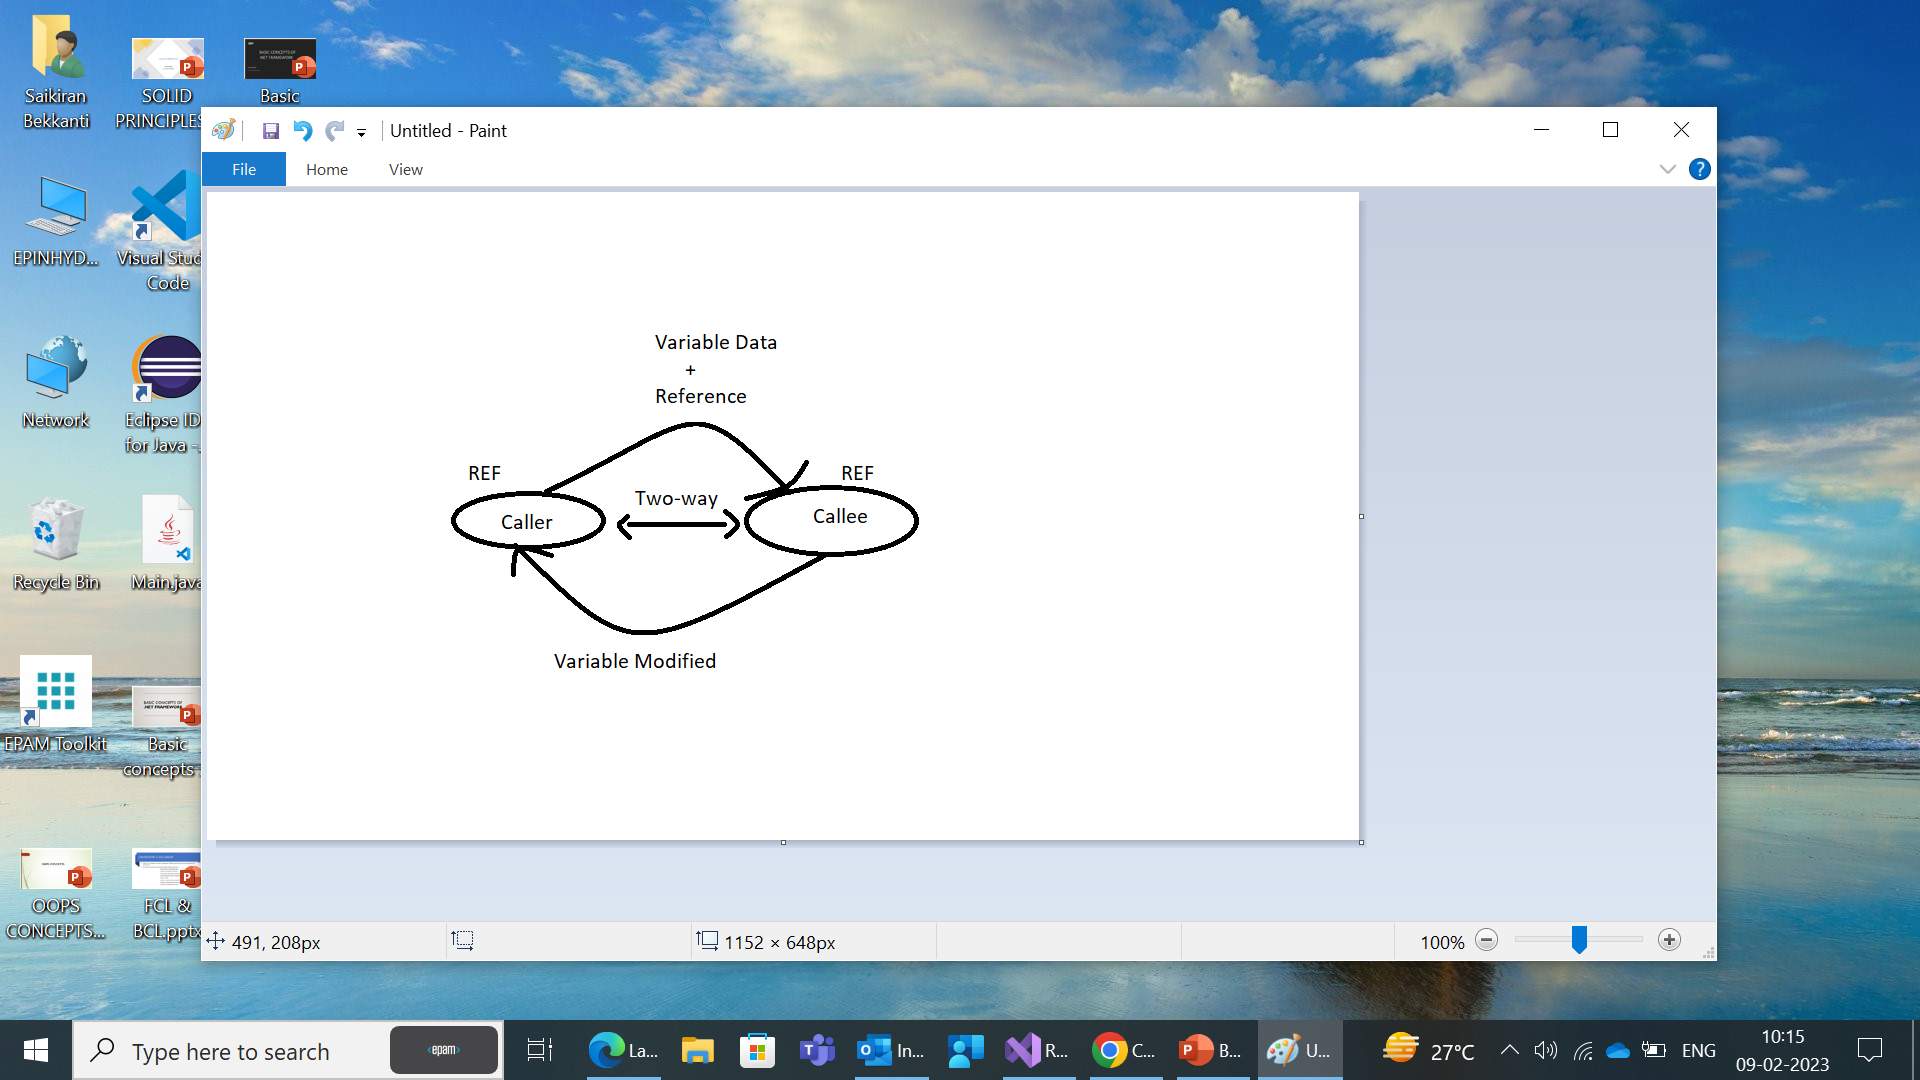 Saikiran
Bekkanti
SOLID
PRINCIPLES
Basic
EPINHYD...
Visual Stud
Code
Network
Eclipse ID
for Java -...
Recycle Bin
Main.java
EPAM Toolkit
Basic
concepts
OOPS
CONCEPTS...
FCL &
BCL.pptx
Untitled - Paint
File
Home
View
Variable Data
+
Reference
REF
REF
Two-way
Caller
Callee
Variable Modified
491, 208px
1152 × 648px
100%
Type here to search
<epam>
La...
In...
R...
C...
B...
U...
27°C
ENG
10:15
09-02-2023